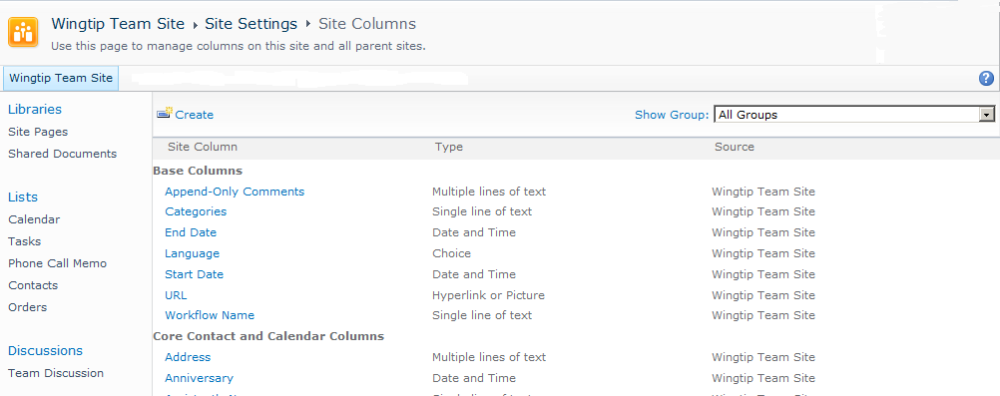 Wingtip Team Site ▸ Site Settings ▸ Site Columns
Use this page to manage columns on this site and all parent sites.
Wingtip Team Site
Libraries
Site Pages
Shared Documents
Lists
Calendar
Tasks
Phone Call Memo
Contacts
Orders
Discussions
Team Discussion
Create
Show Group: All Groups
Site Column Type Source
Base Columns
Append-Only Comments Multiple lines of text Wingtip Team Site
Categories Single line of text Wingtip Team Site
End Date Date and Time Wingtip Team Site
Language Choice Wingtip Team Site
Start Date Date and Time Wingtip Team Site
URL Hyperlink or Picture Wingtip Team Site
Workflow Name Single line of text Wingtip Team Site
Core Contact and Calendar Columns
Address Multiple lines of text Wingtip Team Site
Anniversary Date and Time Wingtip Team Site